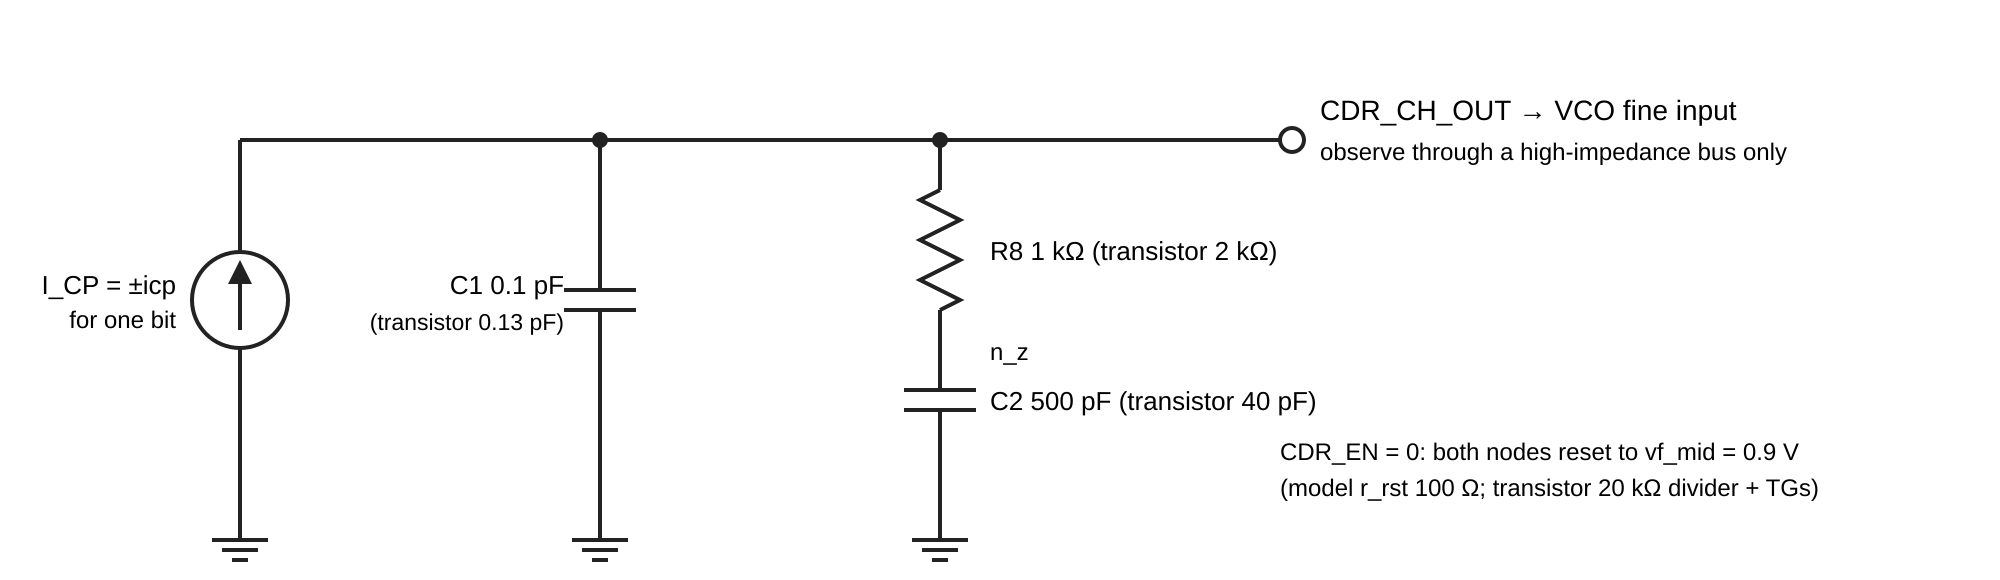 CDR_CH_OUT → VCO fine input
observe through a high-impedance bus only
R8 1 kΩ (transistor 2 kΩ)
I_CP = ±icp
for one bit
C1 0.1 pF
(transistor 0.13 pF)
n_z
C2 500 pF (transistor 40 pF)
CDR_EN = 0: both nodes reset to vf_mid = 0.9 V
(model r_rst 100 Ω; transistor 20 kΩ divider + TGs)